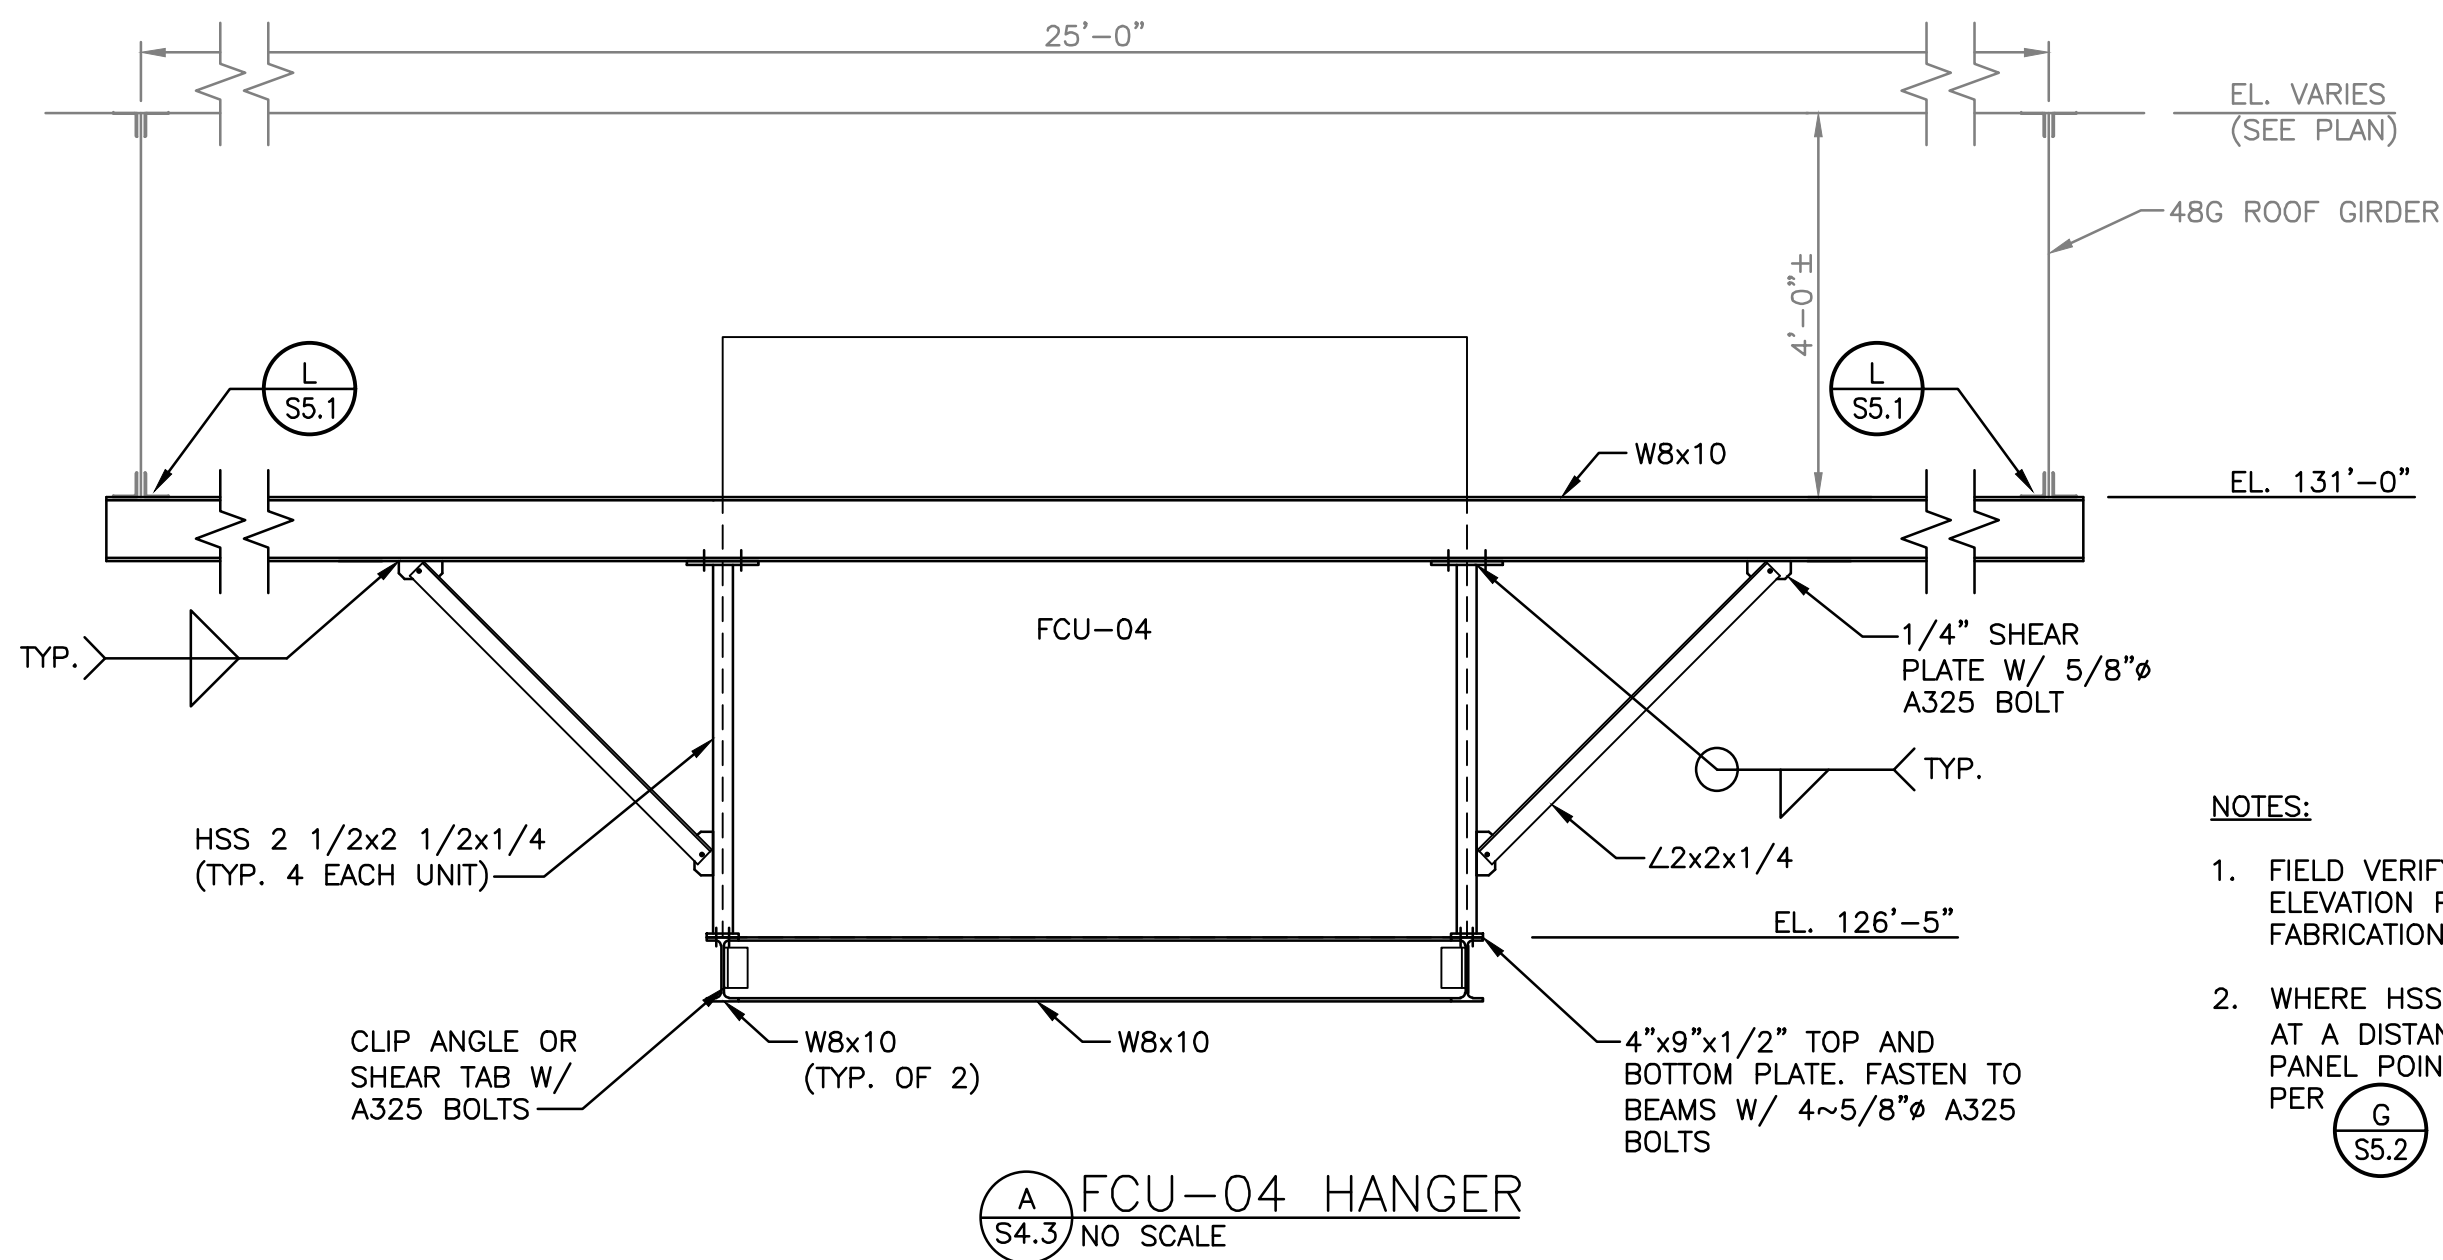 25'-0"
EL. VARIES
(SEE PLAN)
48G ROOF GIRDER
4'-0"±
L
S5.1
L
S5.1
W8x10
EL. 131'-0"
TYP.
FCU-04
1/4" SHEAR
PLATE W/ 5/8"ø
A325 BOLT
TYP.
HSS 2 1/2x2 1/2x1/4
(TYP. 4 EACH UNIT)
∠2x2x1/4
EL. 126'-5"
CLIP ANGLE OR
SHEAR TAB W/
A325 BOLTS
W8x10
(TYP. OF 2)
W8x10
4"x9"x1/2" TOP AND
BOTTOM PLATE. FASTEN TO
BEAMS W/ 4~5/8"ø A325
BOLTS
NOTES:
1. FIELD VERIF
ELEVATION
FABRICATION
2. WHERE HSS
AT A DISTAN
PANEL POIN
PER
G
S5.2
A
S4.3
FCU-04 HANGER
NO SCALE